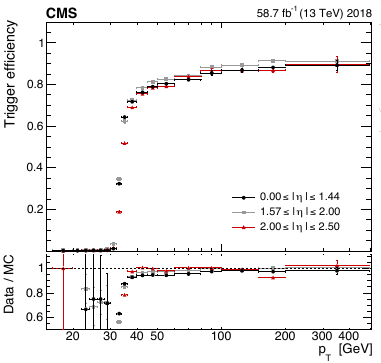 CMS 58.7 fb⁻¹ (13 TeV) 2018
Trigger efficiency
1
0.8
0.6
0.4
0.2
0.00 ≤ |η| ≤ 1.44
1.57 ≤ |η| ≤ 2.00
2.00 ≤ |η| ≤ 2.50
Data / MC
1
0.8
0.6
20 30 40 50 100 200 300
p_T [GeV]